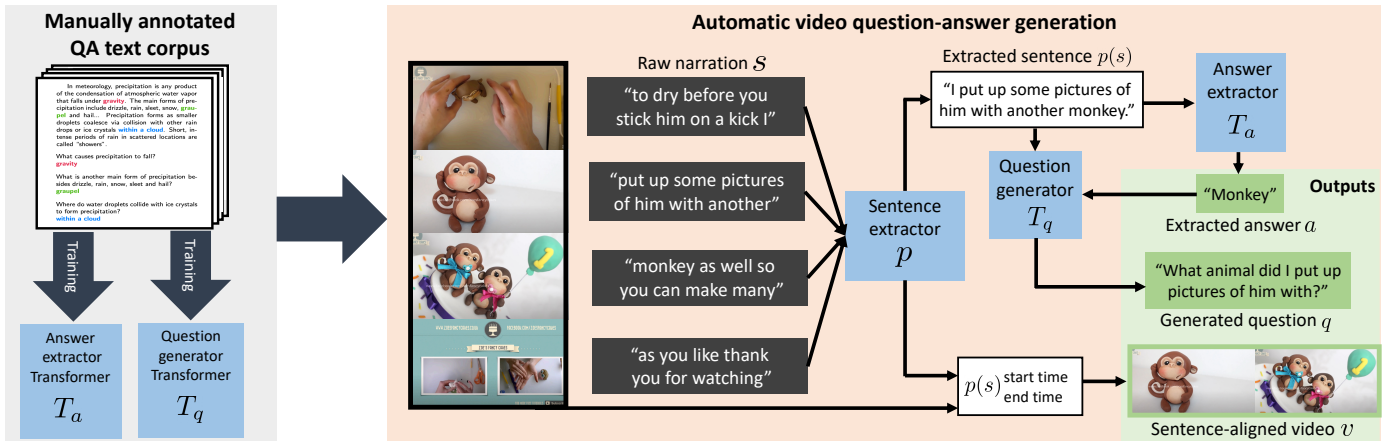 Manually annotated
QA text corpus
In meteorology, precipitation is any product
of the condensation of atmospheric water vapor
that falls under gravity. The main forms of pre-
cipitation include drizzle, rain, sleet, snow, grau-
pel and hail... Precipitation forms as smaller
droplets coalesce via collision with other rain
drops or ice crystals within a cloud. Short, in-
tense periods of rain in scattered locations are
called "showers".
What causes precipitation to fall?
gravity
What is another main form of precipitation be-
sides drizzle, rain, snow, sleet and hail?
graupel
Where do water droplets collide with ice crystals
to form precipitation?
within a cloud
Training
Training
Answer
extractor
Transformer
T_a
Question
generator
Transformer
T_q
Automatic video question-answer generation
Raw narration s
“to dry before you
stick him on a kick I”
“put up some pictures
of him with another”
“monkey as well so
you can make many”
“as you like thank
you for watching”
Sentence
extractor
p
Extracted sentence p(s)
“I put up some pictures of
him with another monkey.”
Answer
extractor
T_a
Question
generator
T_q
Outputs
“Monkey”
Extracted answer a
“What animal did I put up
pictures of him with?”
Generated question q
p(s) start time
end time
Sentence-aligned video v